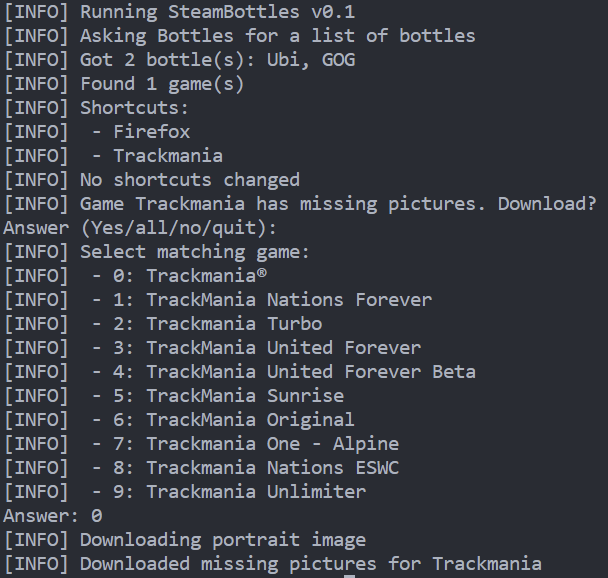 [INFO] Running SteamBottles v0.1
[INFO] Asking Bottles for a list of bottles
[INFO] Got 2 bottle(s): Ubi, GOG
[INFO] Found 1 game(s)
[INFO] Shortcuts:
[INFO]  - Firefox
[INFO]  - Trackmania
[INFO] No shortcuts changed
[INFO] Game Trackmania has missing pictures. Download?
Answer (Yes/all/no/quit):
[INFO] Select matching game:
[INFO]  - 0: Trackmania®
[INFO]  - 1: TrackMania Nations Forever
[INFO]  - 2: TrackMania Turbo
[INFO]  - 3: TrackMania United Forever
[INFO]  - 4: TrackMania United Forever Beta
[INFO]  - 5: TrackMania Sunrise
[INFO]  - 6: TrackMania Original
[INFO]  - 7: Trackmania One - Alpine
[INFO]  - 8: Trackmania Nations ESWC
[INFO]  - 9: Trackmania Unlimiter
Answer: 0
[INFO] Downloading portrait image
[INFO] Downloaded missing pictures for Trackmania